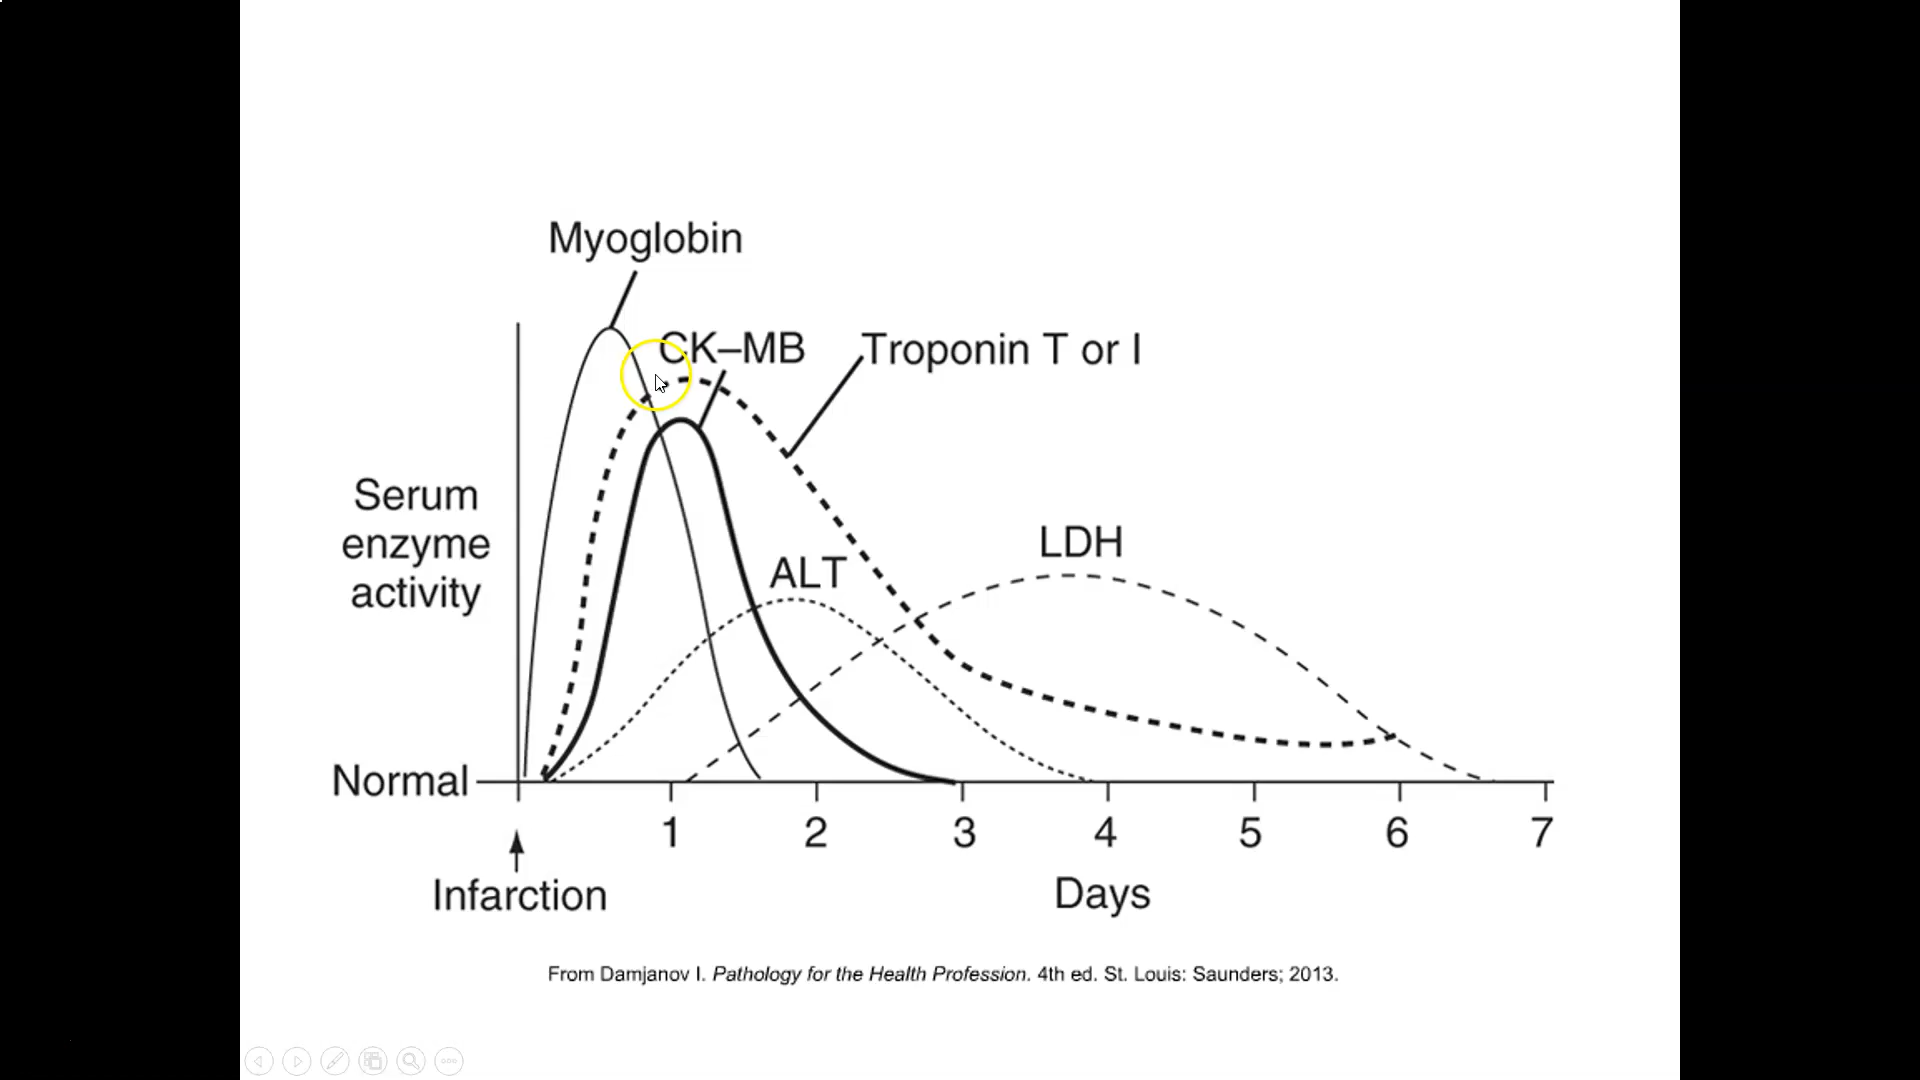 Myoglobin
CK–MB
Troponin T or I
Serum
enzyme
activity
ALT
LDH
Normal
1 2 3 4 5 6 7
Infarction
Days
From Damjanov I. Pathology for the Health Profession. 4th ed. St. Louis: Saunders; 2013.